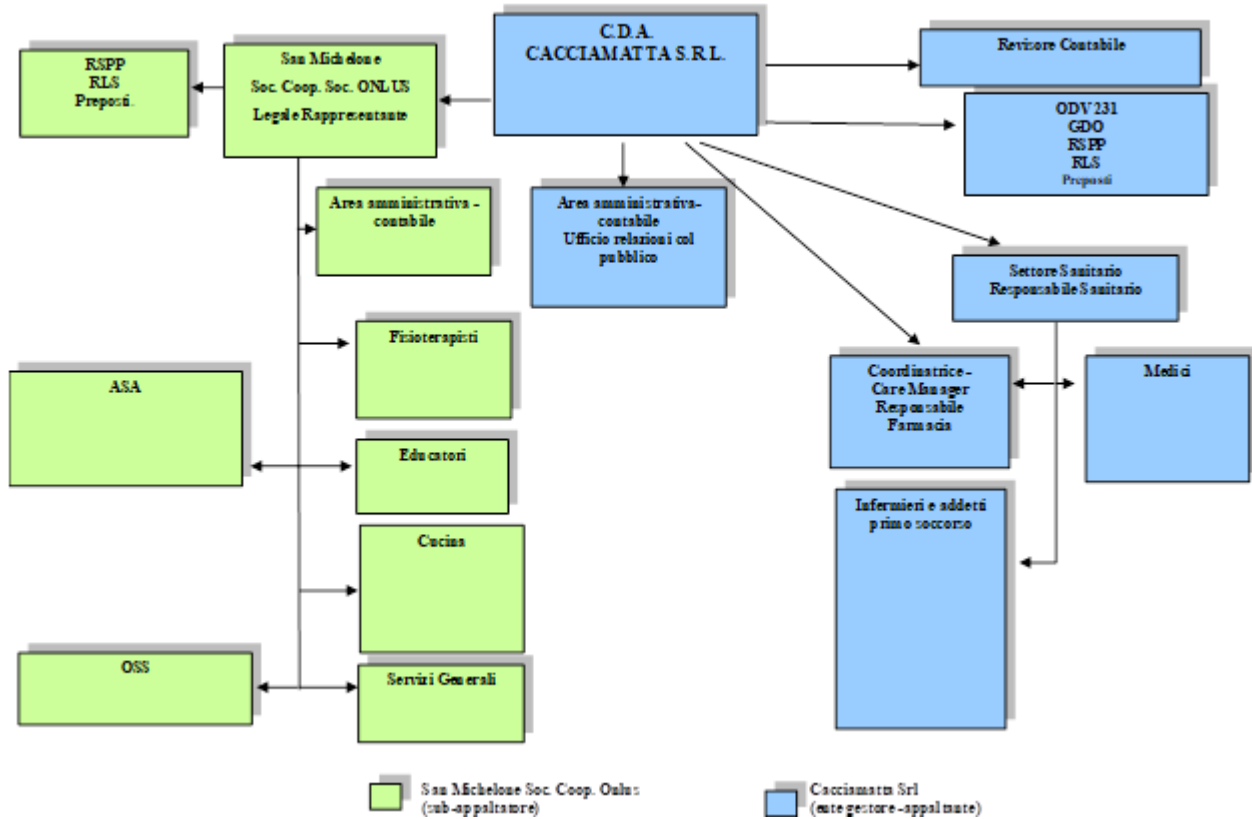 C.D.A.
CACCIAMATTA S.R.L.
San Michelone
Soc. Coop. Soc. ONLUS
Legale Rappresentante
RSPP
RLS
Preposti.
Revisore Contabile
ODV 231
GDO
RSPP
RLS
Preposti
Area amministrativa -
contabile
Area amministrativa-
contabile
Ufficio relazioni col
pubblico
Settore Sanitario
Responsabile Sanitario
Fisioterapisti
Coordinatrice -
Care Manager
Responsabile
Farmacia
Medici
ASA
Educatori
Infermieri e addetti
primo soccorso
Cucina
OSS
Servizi Generali
San Michelone Soc. Coop. Onlus
(sub-appaltatore)
Cacciamatta Srl
(ente gestore -appaltante)